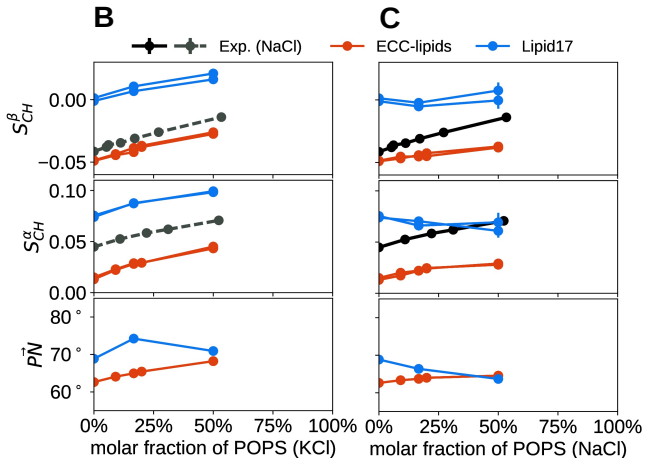 B C
Exp. (NaCl) ECC-lipids Lipid17
S^β_CH 0.00
−0.05
S^α_CH 0.10
0.05
0.00
P⃗N 80°
70°
60°
0% 25% 50% 75% 100% 0% 25% 50% 75% 100%
molar fraction of POPS (KCl) molar fraction of POPS (NaCl)